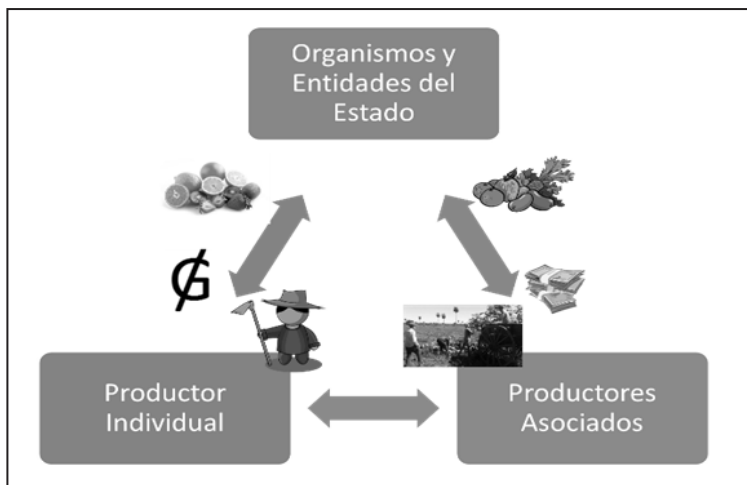 Organismos y
Entidades del
Estado
₲
Productor
Individual
Productores
Asociados